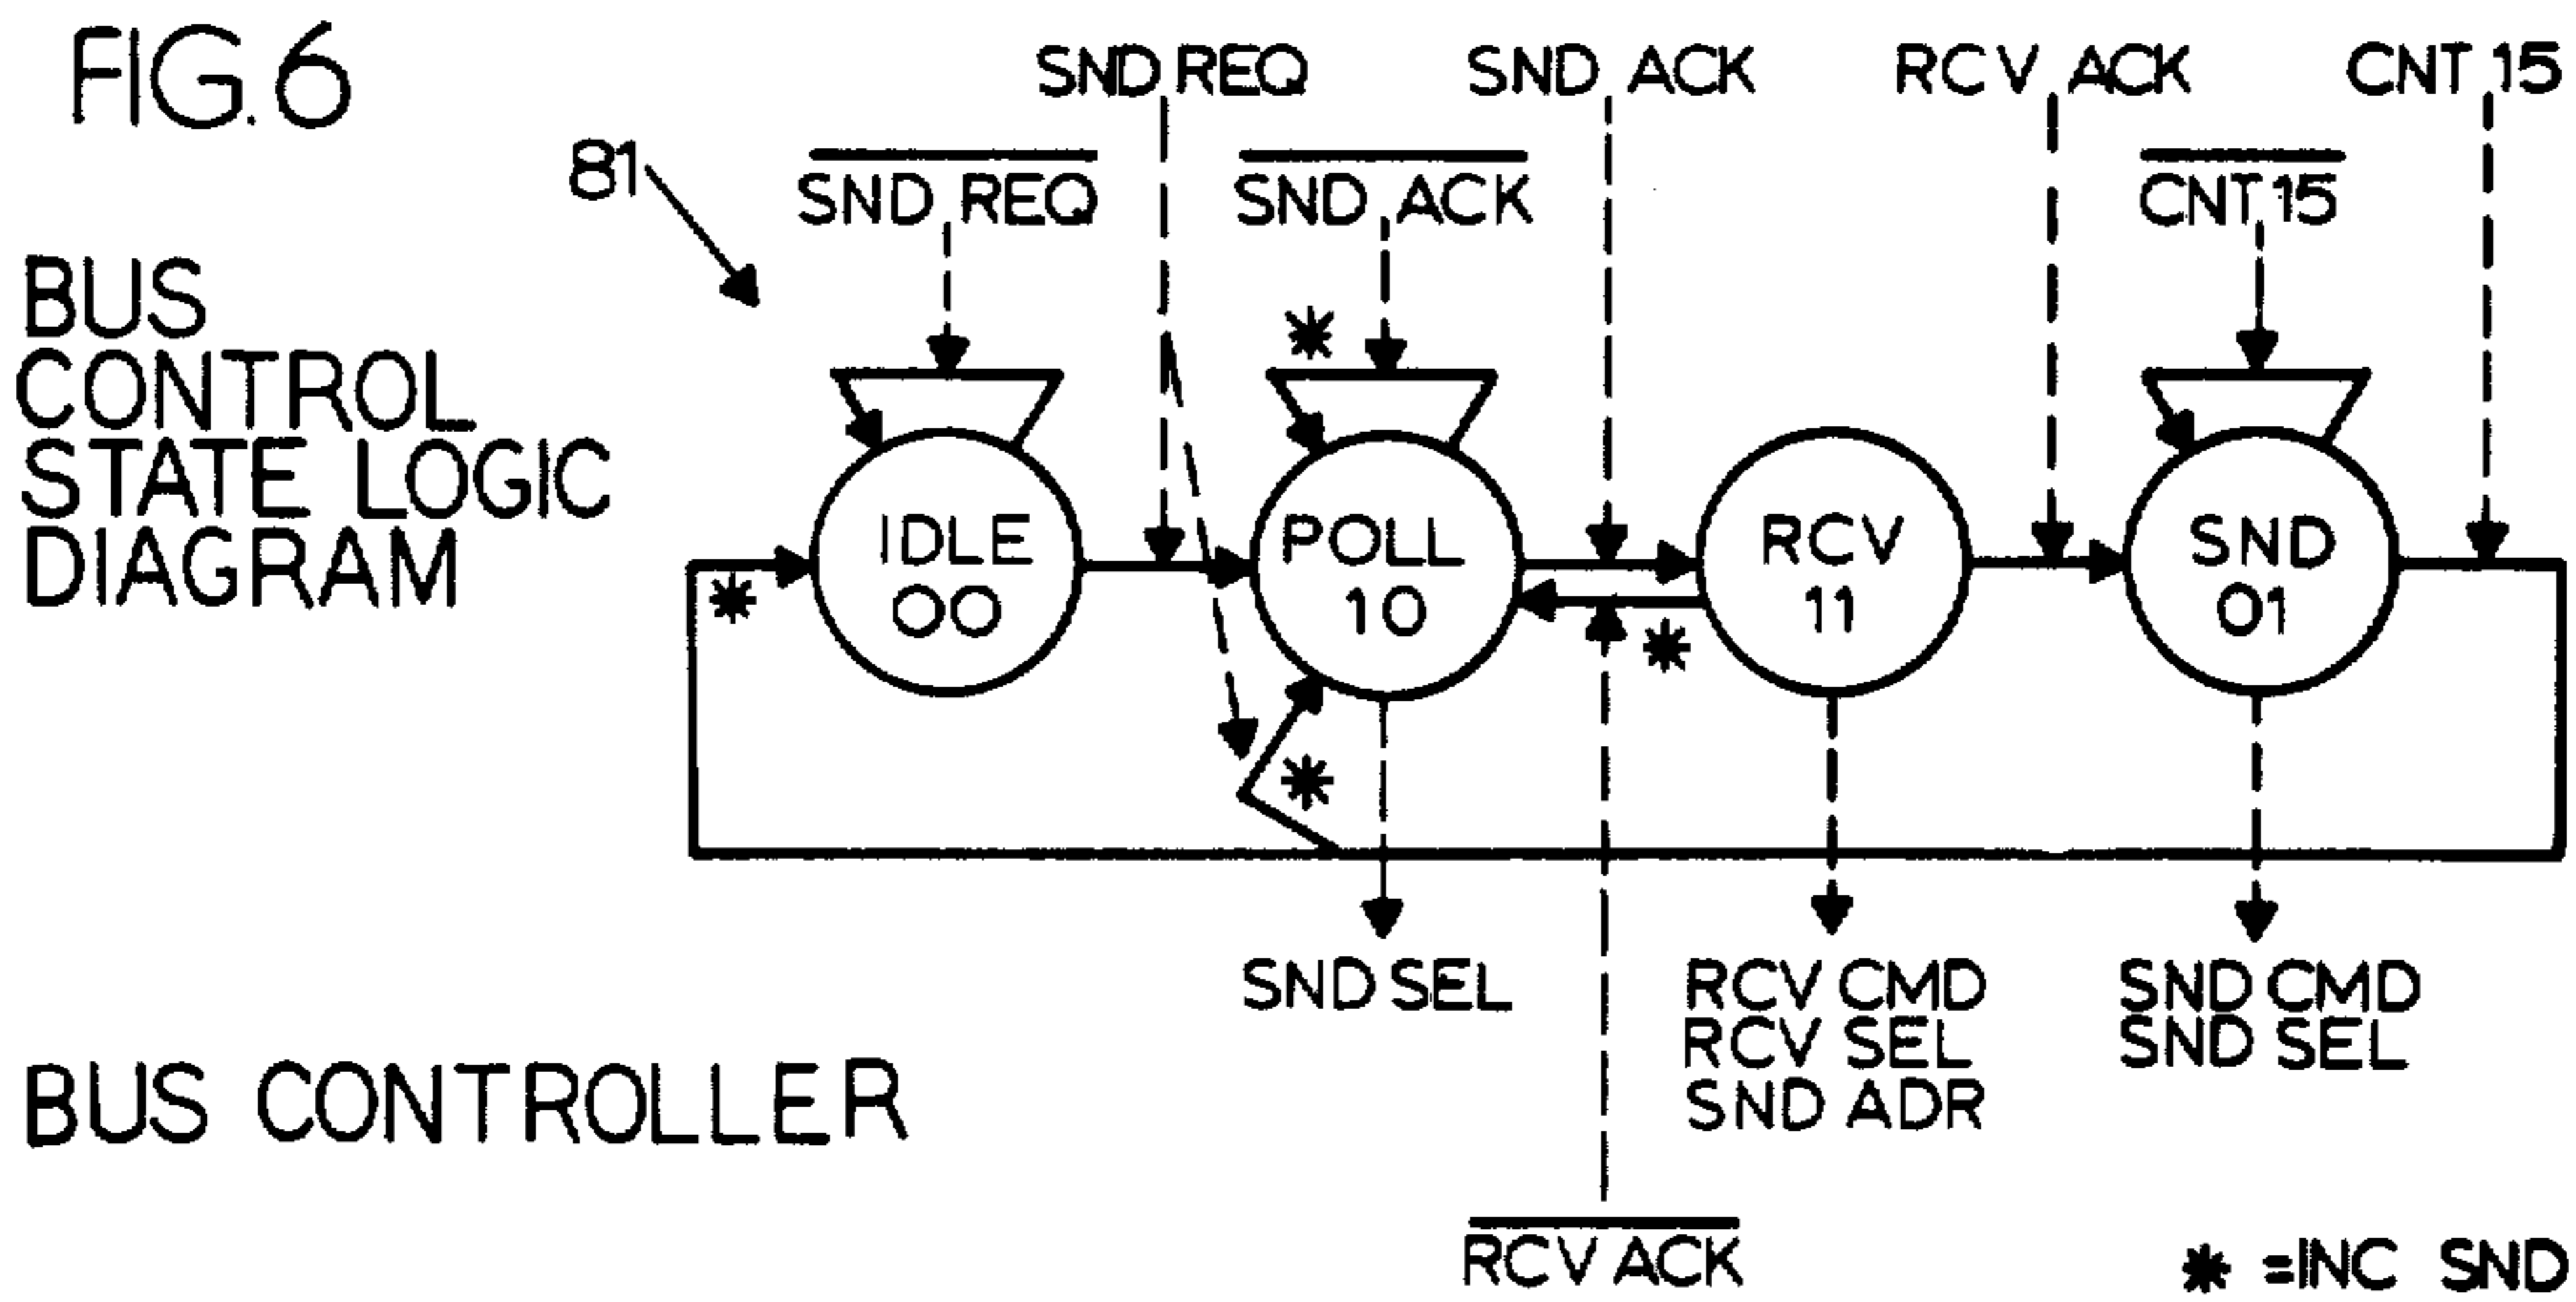 FIG. 6
SND REQ
SND ACK
RCV ACK
CNT 15
81
SND REQ
SND ACK
CNT 15
BUS
CONTROL
STATE LOGIC
DIAGRAM
*
IDLE
00
POLL
10
RCV
11
SND
01
*
*
*
SND SEL
RCV CMD
RCV SEL
SND ADR
SND CMD
SND SEL
BUS CONTROLLER
RCV ACK
* =INC SND